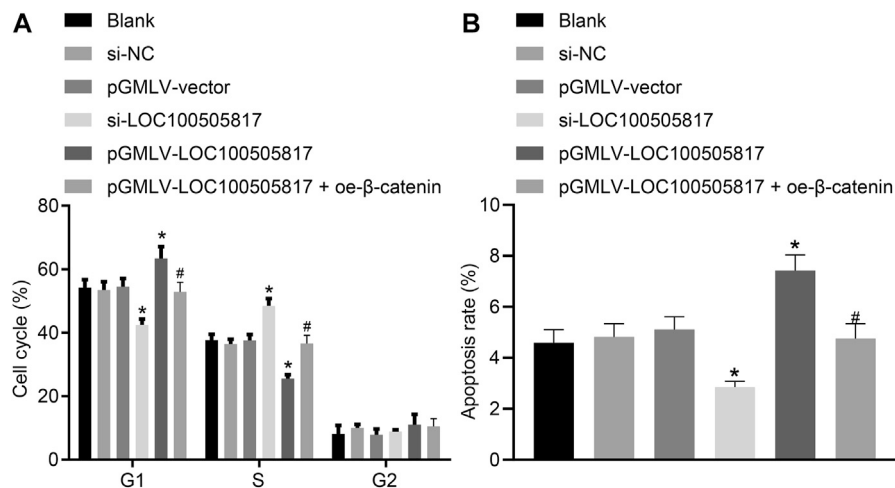 A
Blank
si-NC
pGMLV-vector
si-LOC100505817
pGMLV-LOC100505817
pGMLV-LOC100505817 + oe-β-catenin
Cell cycle (%)
80
60
40
20
0
*
*
#
*
*
#
G1
S
G2
B
Blank
si-NC
pGMLV-vector
si-LOC100505817
pGMLV-LOC100505817
pGMLV-LOC100505817 + oe-β-catenin
Apoptosis rate (%)
10
8
6
4
2
0
*
*
#